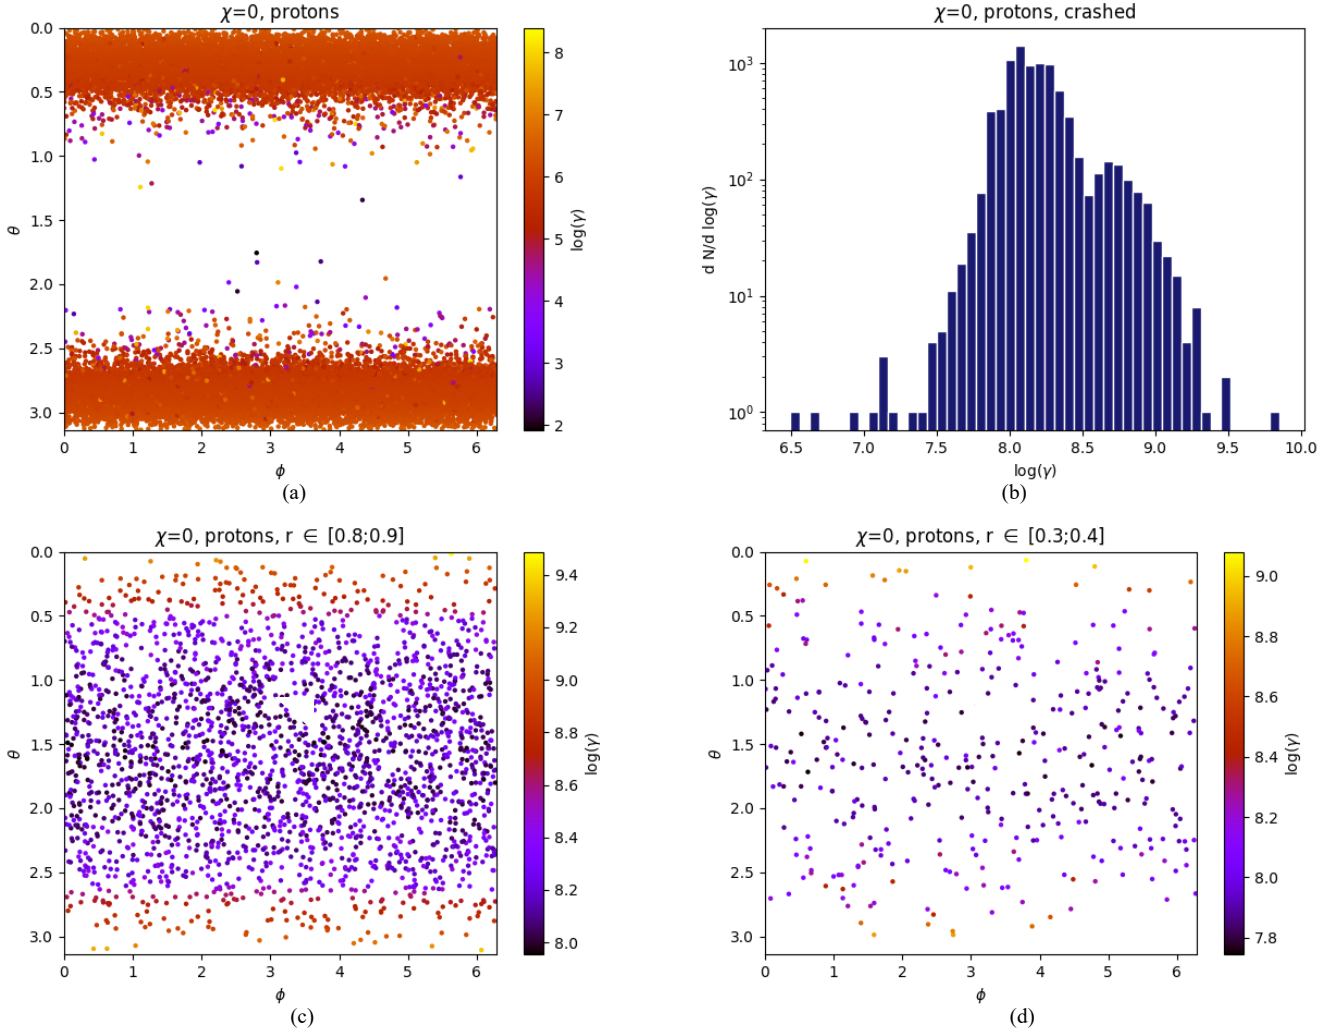 χ=0, protons
0.0
0.5
1.0
1.5
2.0
2.5
3.0
θ
0 1 2 3 4 5 6
ϕ
8
7
6
5
4
3
2
log(γ)
(a)
χ=0, protons, crashed
10³
10²
10¹
10⁰
d N/d log(γ)
6.5 7.0 7.5 8.0 8.5 9.0 9.5 10.0
log(γ)
(b)
χ=0, protons, r ∈ [0.8;0.9]
0.0
0.5
1.0
1.5
2.0
2.5
3.0
θ
0 1 2 3 4 5 6
ϕ
9.4
9.2
9.0
8.8
8.6
8.4
8.2
8.0
log(γ)
(c)
χ=0, protons, r ∈ [0.3;0.4]
0.0
0.5
1.0
1.5
2.0
2.5
3.0
θ
0 1 2 3 4 5 6
ϕ
9.0
8.8
8.6
8.4
8.2
8.0
7.8
log(γ)
(d)